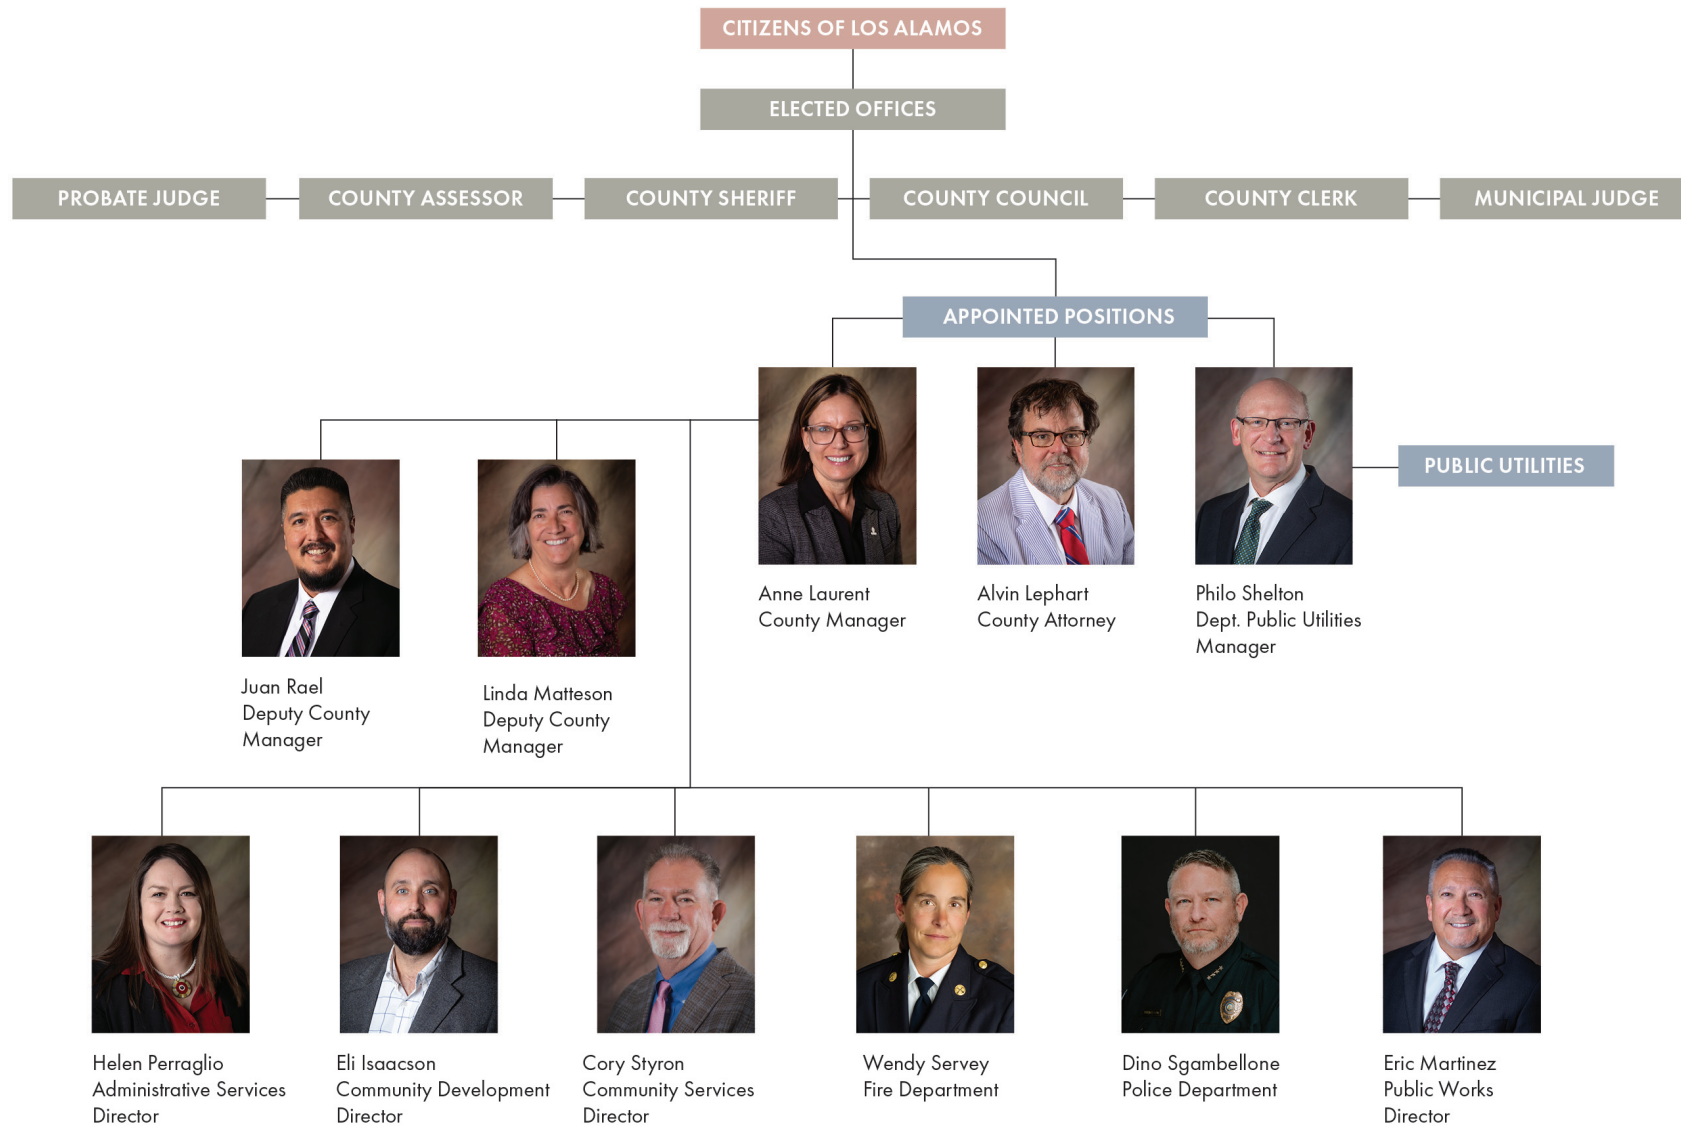 CITIZENS OF LOS ALAMOS
ELECTED OFFICES
PROBATE JUDGE
COUNTY ASSESSOR
COUNTY SHERIFF
COUNTY COUNCIL
COUNTY CLERK
MUNICIPAL JUDGE
APPOINTED POSITIONS
PUBLIC UTILITIES
Anne Laurent
County Manager
Alvin Lephart
County Attorney
Philo Shelton
Dept. Public Utilities
Manager
Juan Rael
Deputy County
Manager
Linda Matteson
Deputy County
Manager
Helen Perraglio
Administrative Services
Director
Eli Isaacson
Community Development
Director
Cory Styron
Community Services
Director
Wendy Servey
Fire Department
Dino Sgambellone
Police Department
Eric Martinez
Public Works
Director